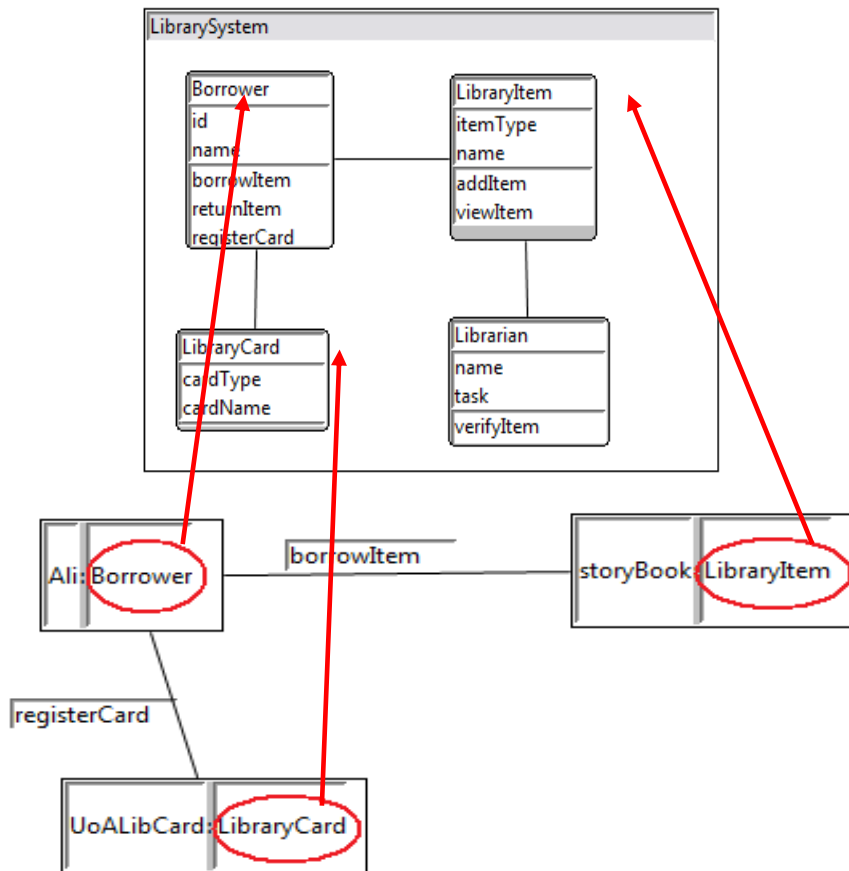 LibrarySystem
Borrower
id
name
borrowItem
returnItem
registerCard
LibraryItem
itemType
name
addItem
viewItem
LibraryCard
cardType
cardName
Librarian
name
task
verifyItem
Ali:Borrower
borrowItem
storyBook:LibraryItem
registerCard
UoALibCard:LibraryCard